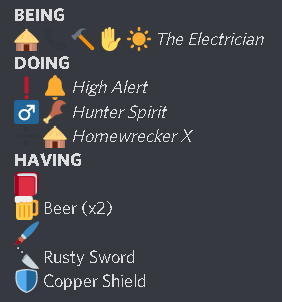 BEING
The Electrician
DOING
High Alert
Hunter Spirit
Homewrecker X
HAVING
Beer (x2)
Rusty Sword
Copper Shield